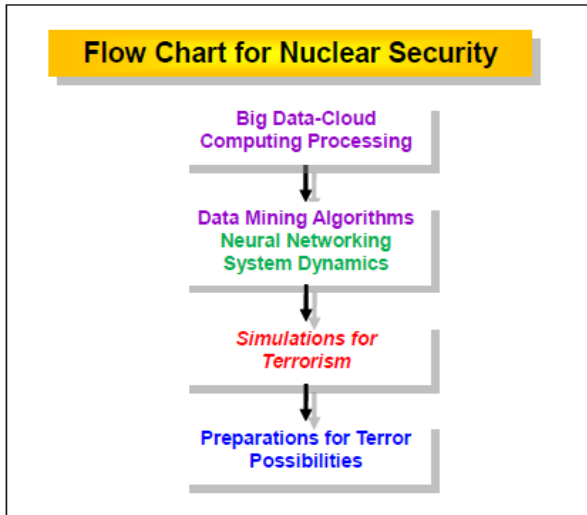 Flow Chart for Nuclear Security
Big Data-Cloud
Computing Processing
Data Mining Algorithms
Neural Networking
System Dynamics
Simulations for
Terrorism
Preparations for Terror
Possibilities